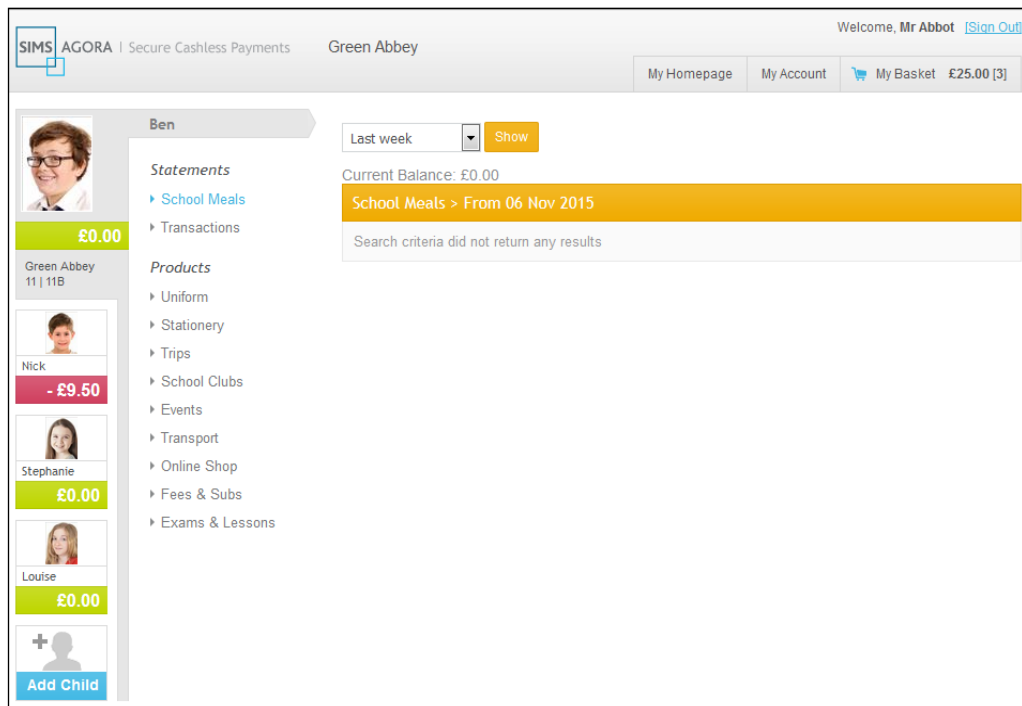 Welcome, Mr Abbot [Sign Out]
SIMS AGORA | Secure Cashless Payments Green Abbey
My Homepage My Account My Basket £25.00 [3]
Ben
£0.00
Green Abbey
11 | 11B
Nick
- £9.50
Stephanie
£0.00
Louise
£0.00
Add Child
Statements
School Meals
Transactions
Products
Uniform
Stationery
Trips
School Clubs
Events
Transport
Online Shop
Fees & Subs
Exams & Lessons
Last week Show
Current Balance: £0.00
School Meals > From 06 Nov 2015
Search criteria did not return any results